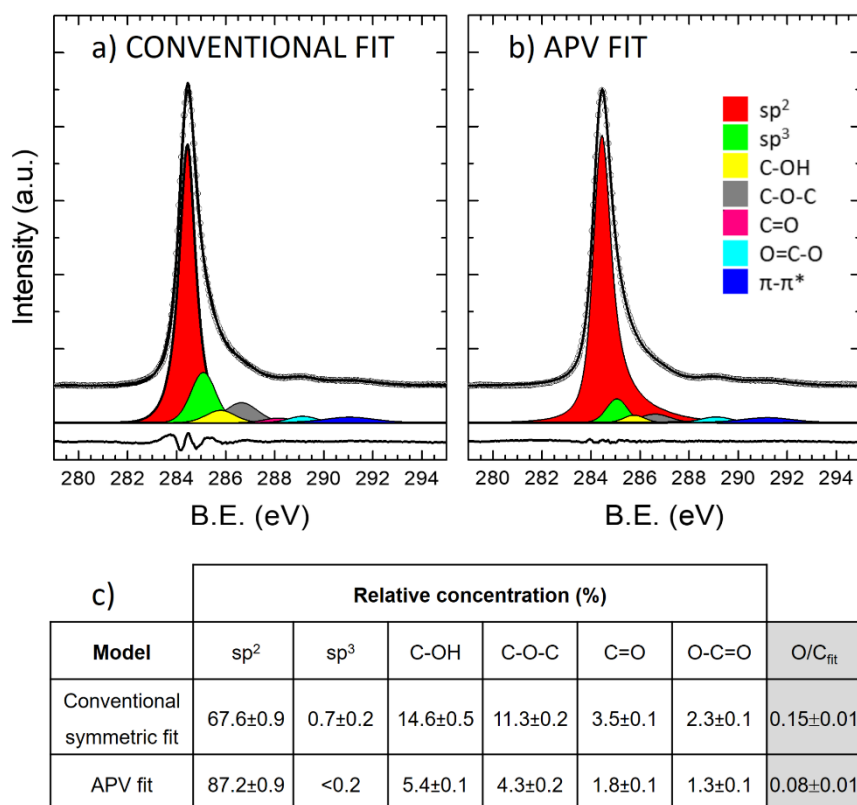 a) CONVENTIONAL FIT
b) APV FIT
Intensity (a.u.)
sp²
sp³
C-OH
C-O-C
C=O
O=C-O
π-π*
280 282 284 286 288 290 292 294
280 282 284 286 288 290 292 294
B.E. (eV)
B.E. (eV)
c)
Relative concentration (%)
Model sp² sp³ C-OH C-O-C C=O O-C=O O/Cfit
Conventional
symmetric fit
67.6±0.9 0.7±0.2 14.6±0.5 11.3±0.2 3.5±0.1 2.3±0.1 0.15±0.01
APV fit 87.2±0.9 <0.2 5.4±0.1 4.3±0.2 1.8±0.1 1.3±0.1 0.08±0.01